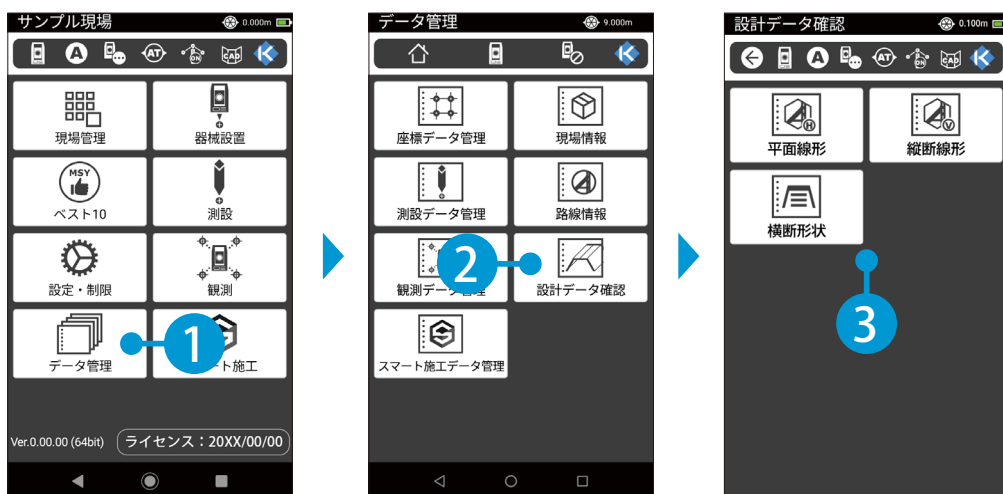 サンプル現場
0.000m
A
AT
ON
CAD
現場管理
器械設置
MSY
ベスト10
測設
設定・制限
観測
1
データ管理
ト施工
Ver.0.00.00 (64bit)
ライセンス：20XX/00/00
データ管理
9.000m
座標データ管理
現場情報
測設データ管理
路線情報
2
観測データ管理
設計データ確認
スマート施工データ管理
設計データ確認
0.100m
A
AT
ON
CAD
H
V
平面線形
縦断線形
横断形状
3